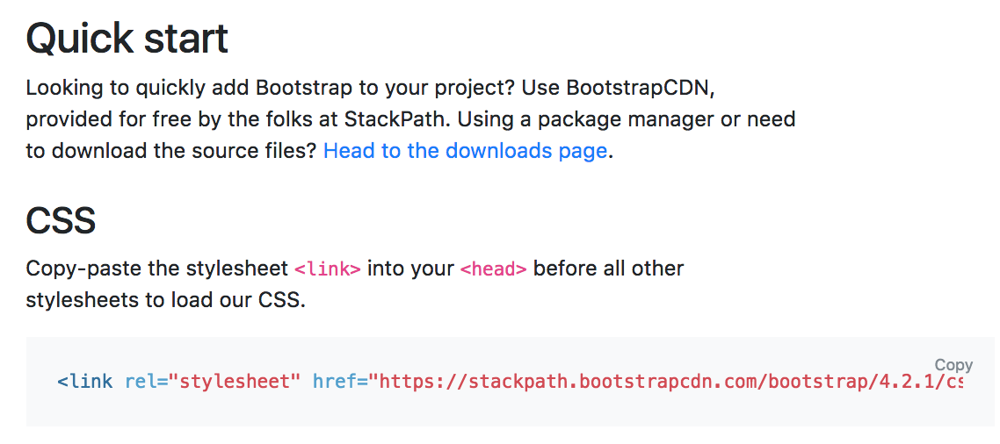 Quick start
Looking to quickly add Bootstrap to your project? Use BootstrapCDN,
provided for free by the folks at StackPath. Using a package manager or need
to download the source files? Head to the downloads page.
CSS
Copy-paste the stylesheet <link> into your <head> before all other
stylesheets to load our CSS.
Copy
<link rel="stylesheet" href="https://stackpath.bootstrapcdn.com/bootstrap/4.2.1/cs